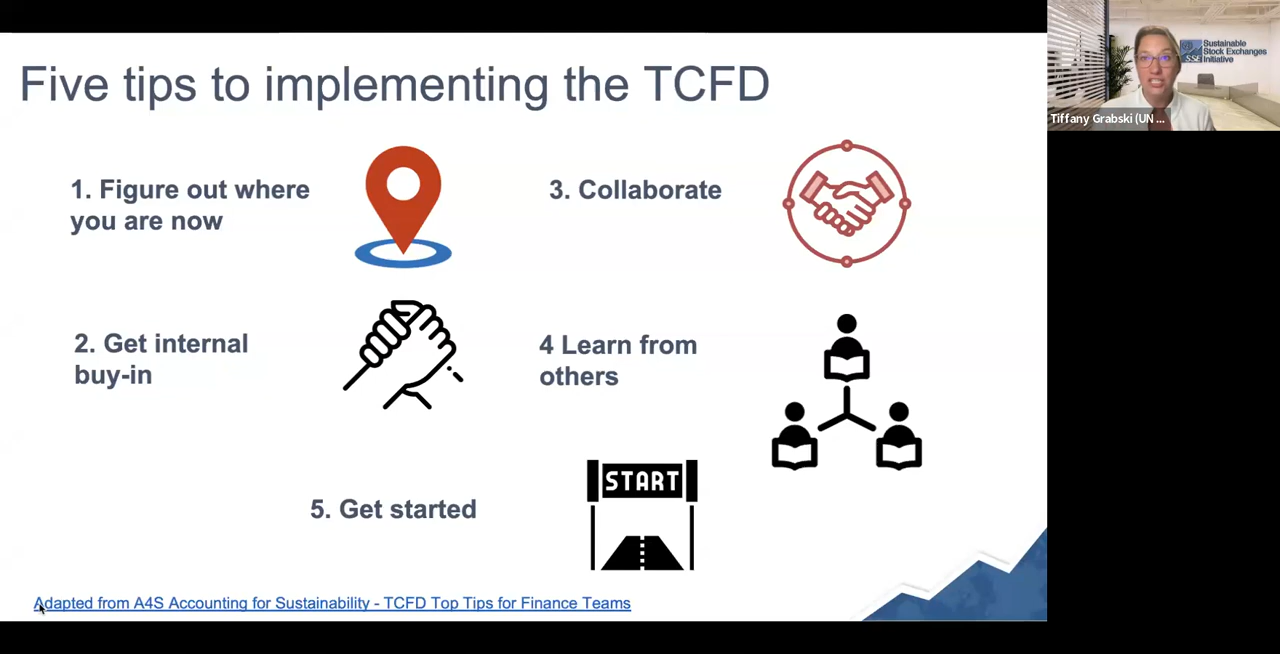 Five tips to implementing the TCFD
1. Figure out where
you are now
2. Get internal
buy-in
3. Collaborate
4 Learn from
others
START
5. Get started
Adapted from A4S Accounting for Sustainability - TCFD Top Tips for Finance Teams
Sustainable
Stock Exchanges
Initiative
SSE
Tiffany Grabski (UN ...